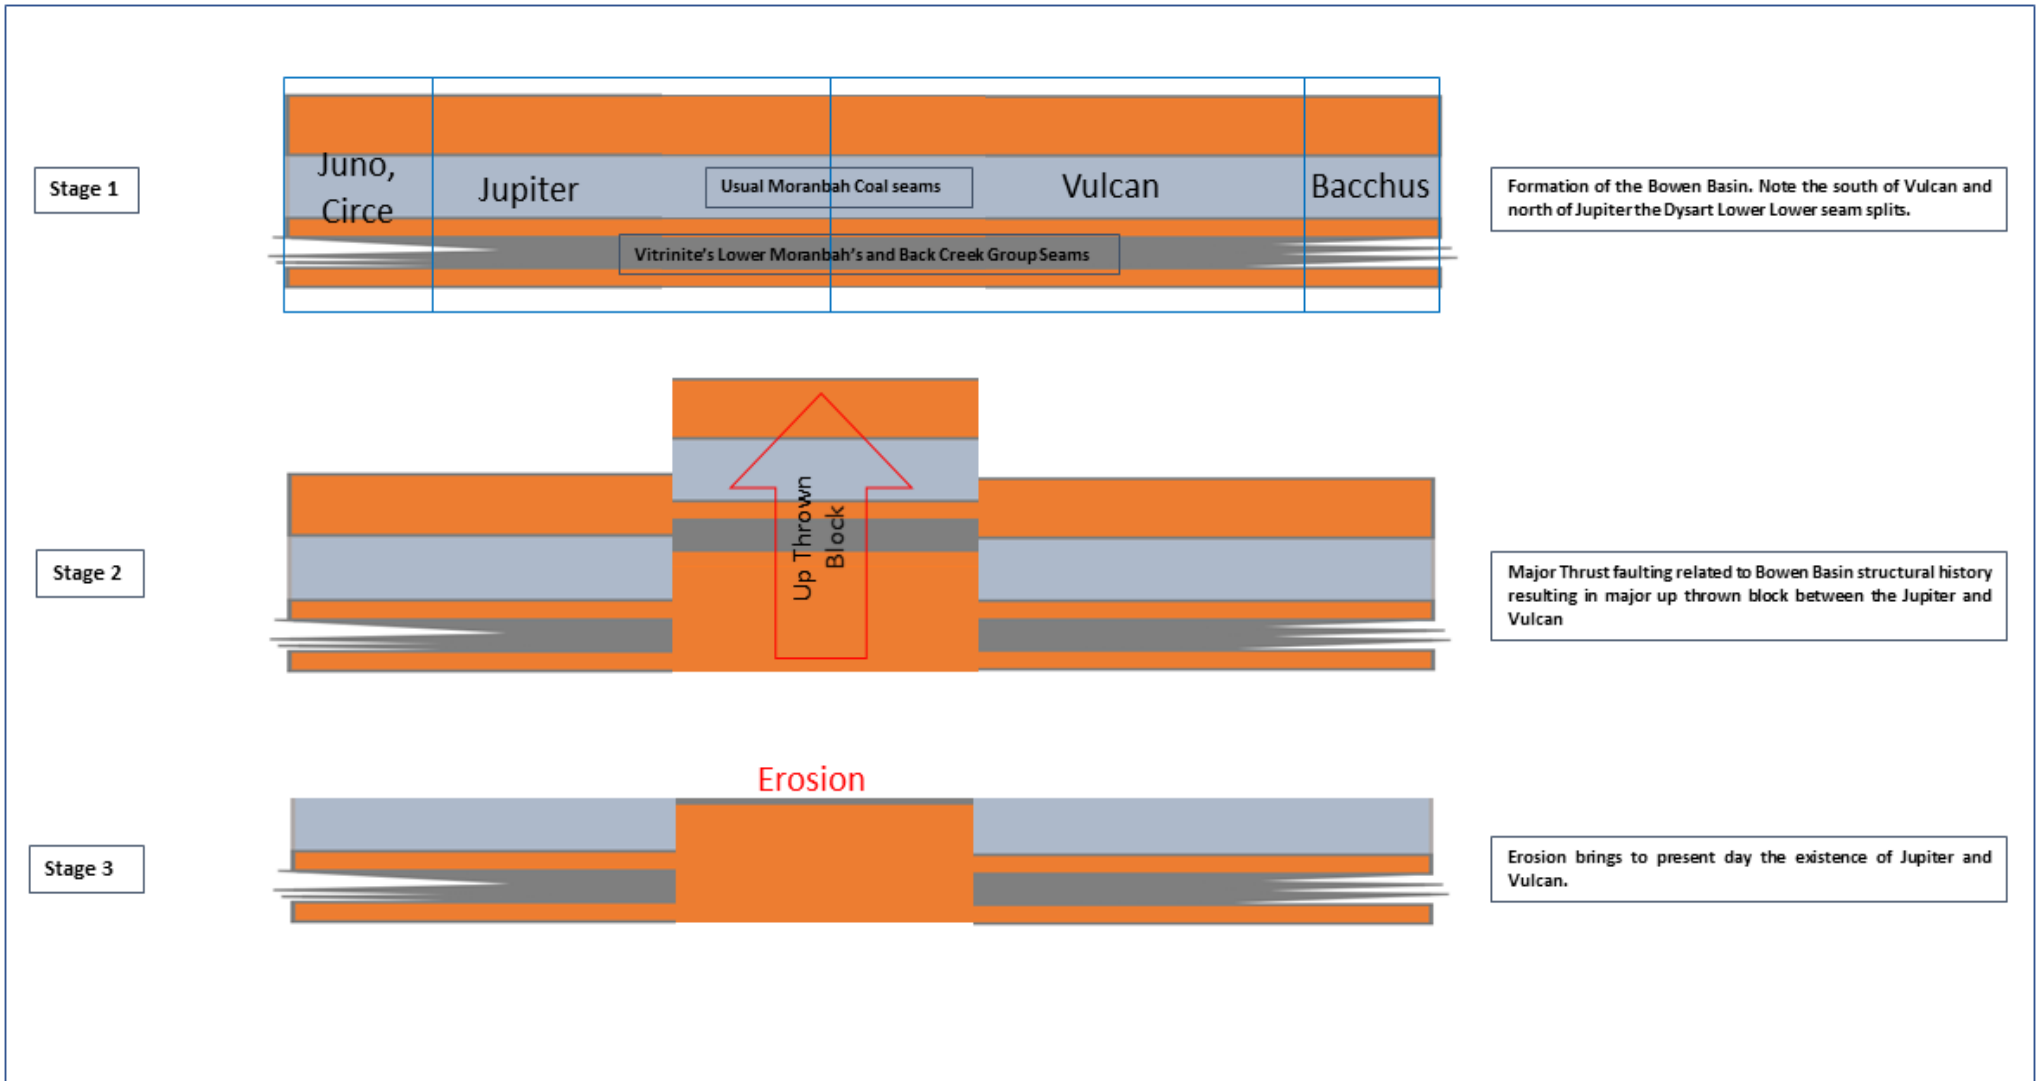 Stage 1
Juno,
Circe
Jupiter
Usual Moranbah Coal seams
Vulcan
Bacchus
Vitrinite's Lower Moranbah's and Back Creek Group Seams
Formation of the Bowen Basin. Note the south of Vulcan and
north of Jupiter the Dysart Lower Lower seam splits.
Stage 2
Up Thrown
Block
Major Thrust faulting related to Bowen Basin structural history
resulting in major up thrown block between the Jupiter and
Vulcan
Erosion
Stage 3
Erosion brings to present day the existence of Jupiter and
Vulcan.